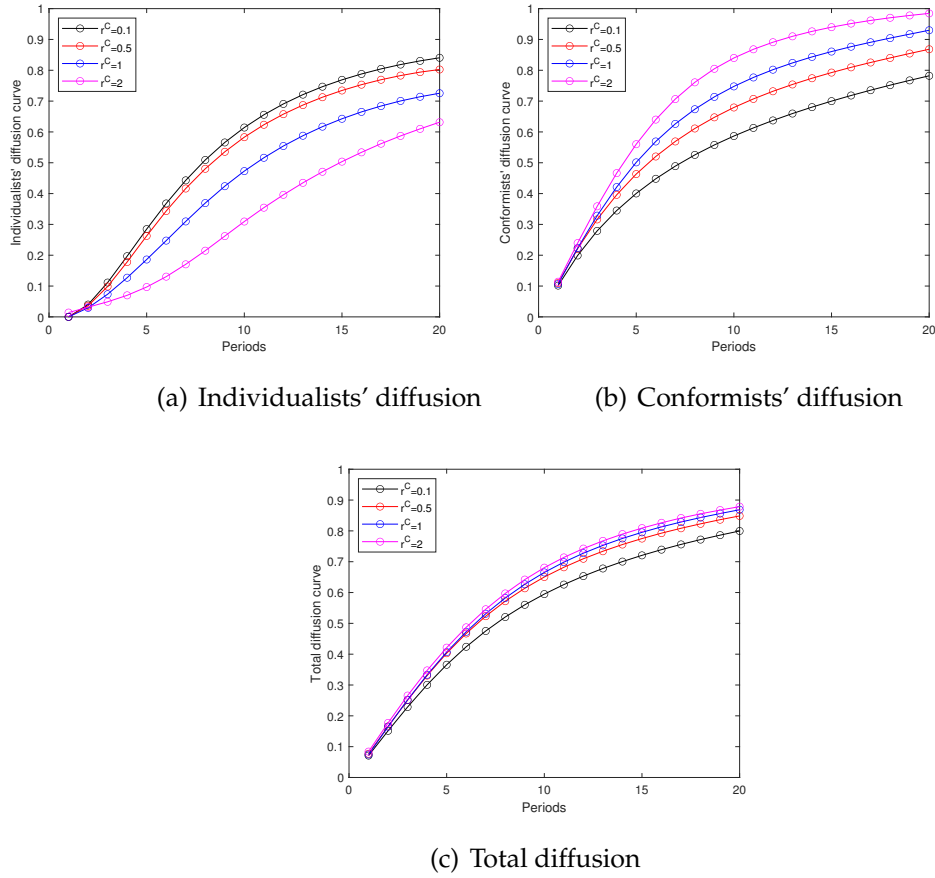 1
0.9
0.8
0.7
0.6
0.5
0.4
0.3
0.2
0.1
0
Individualists' diffusion curve
r^C=0.1
r^C=0.5
r^C=1
r^C=2
0 5 10 15 20
Periods
(a) Individualists' diffusion
1
0.9
0.8
0.7
0.6
0.5
0.4
0.3
0.2
0.1
0
Conformists' diffusion curve
r^C=0.1
r^C=0.5
r^C=1
r^C=2
0 5 10 15 20
Periods
(b) Conformists' diffusion
1
0.9
0.8
0.7
0.6
0.5
0.4
0.3
0.2
0.1
0
Total diffusion curve
r^C=0.1
r^C=0.5
r^C=1
r^C=2
0 5 10 15 20
Periods
(c) Total diffusion